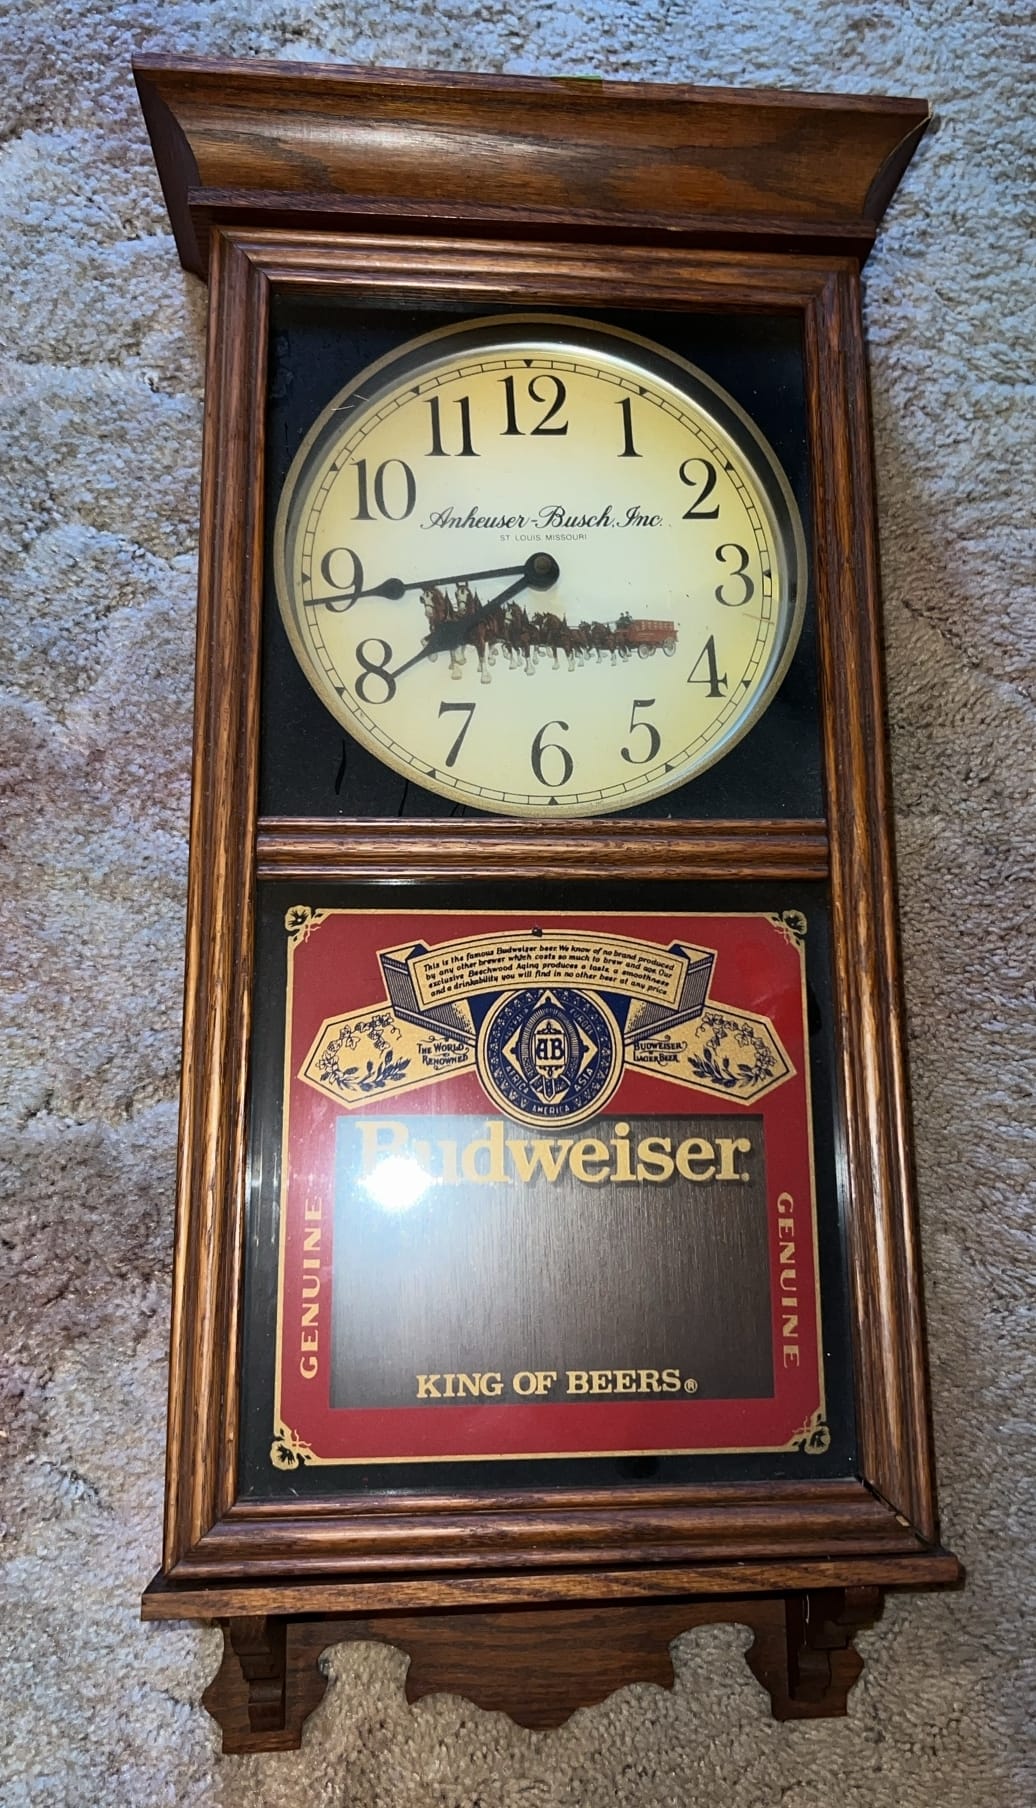 12
11 1
10 2
Anheuser-Busch, Inc.
ST LOUIS, MISSOURI
9 3
8 4
7 5
6
This is the famous Budweiser beer. We know of no brand produced
by any other brewer which costs so much to brew and age. Our
exclusive Beechwood Aging produces a taste, a smoothness
and a drinkability you will find in no other beer at any price.
THE WORLD
RENOWNED
BUDWEISER
LAGER BEER
AB
ASIA
AMERICA
Budweiser®
GENUINE
GENUINE
KING OF BEERS®